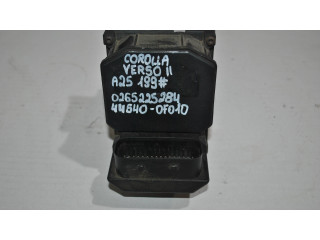 COROLLA
VERSO II
A25 199#
0265225284
44540-0F010